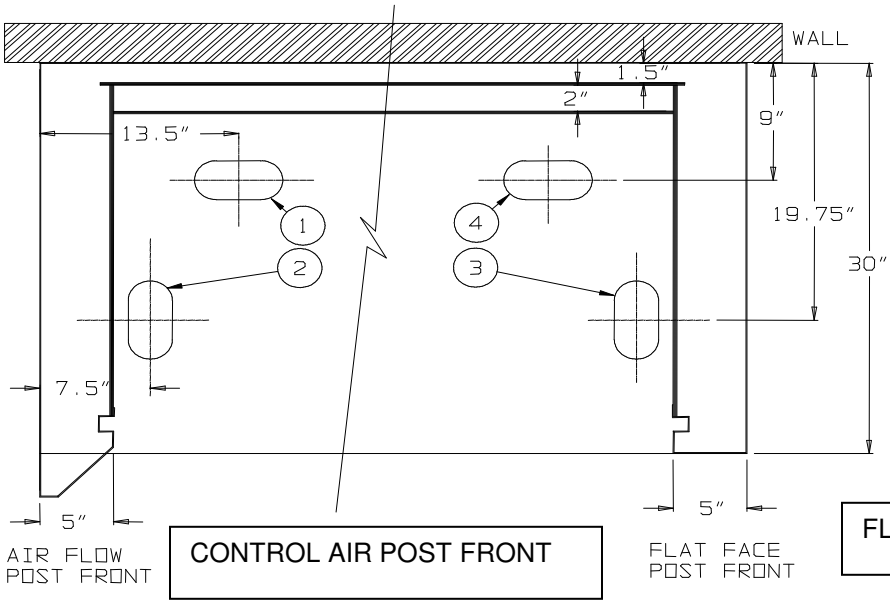 WALL
1.5"
2"
9"
13.5"
1
4
19.75"
2
3
30"
7.5"
5"
5"
AIR FLOW
POST FRONT
CONTROL AIR POST FRONT
FLAT FACE
POST FRONT
FL